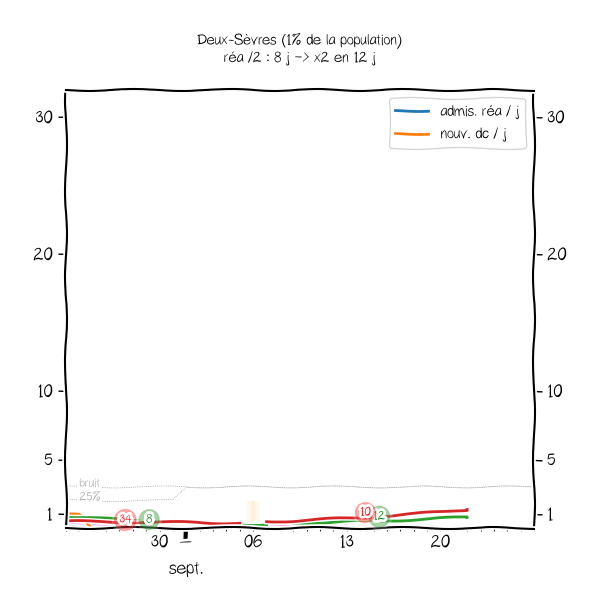 Deux-Sèvres (1% de la population)
réa /2 : 8 j -> x2 en 12 j
admis. réa / j
nouv. dc / j
30 30
20 20
10 10
5 5
bruit
25%
1 1
34 8 10 12
30 06 13 20
sept.